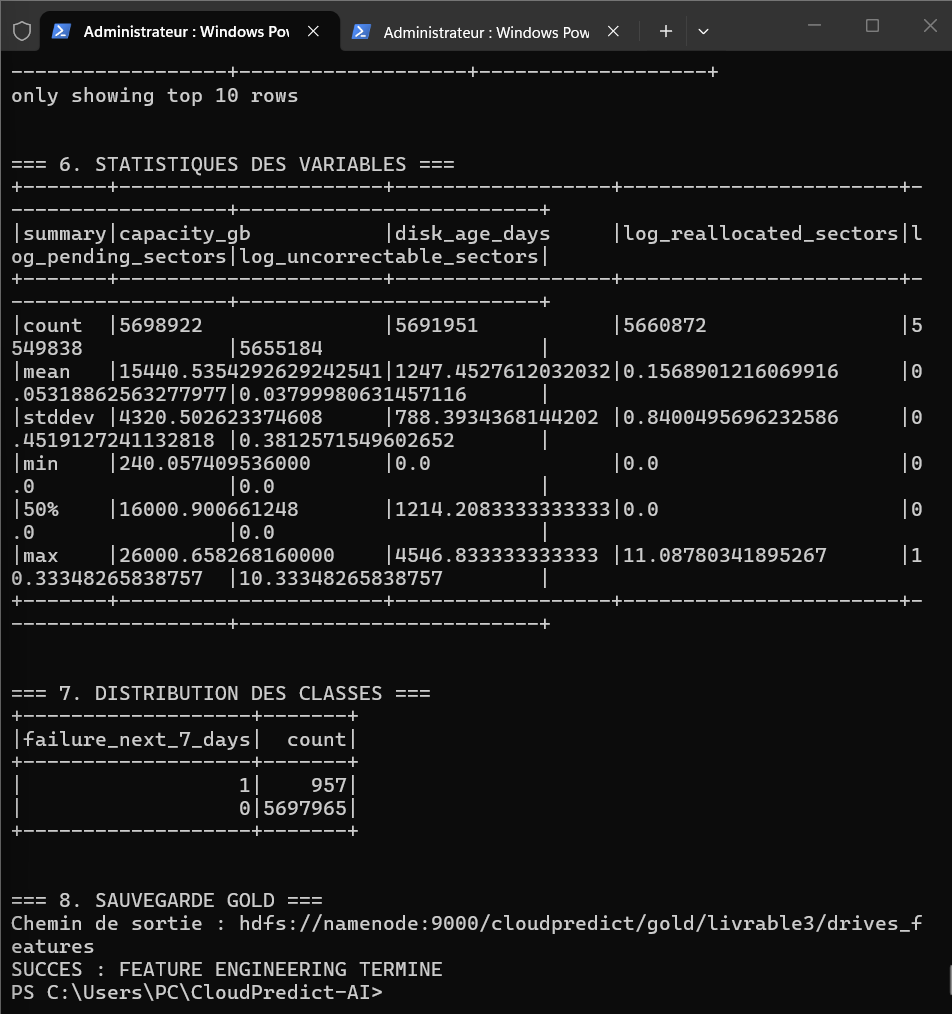 Administrateur : Windows Pow
Administrateur : Windows Pow
------------------+-------------------+-------------------+
only showing top 10 rows
=== 6. STATISTIQUES DES VARIABLES ===
+-------+----------------------+------------------+-----------------------+-
------------------+-------------------------+
|summary|capacity_gb           |disk_age_days     |log_reallocated_sectors|l
og_pending_sectors|log_uncorrectable_sectors|
+-------+----------------------+------------------+-----------------------+-
------------------+-------------------------+
|count  |5698922               |5691951           |5660872                |5
549838            |5655184                  |
|mean   |15440.5354292629242541|1247.4527612032032|0.1568901216069916     |0
.05318862563277977|0.03799980631457116      |
|stddev |4320.502623374608     |788.3934368144202 |0.8400495696232586     |0
.4519127241132818 |0.3812571549602652       |
|min    |240.057409536000      |0.0               |0.0                    |0
.0                |0.0                      |
|50%    |16000.900661248       |1214.2083333333333|0.0                    |0
.0                |0.0                      |
|max    |26000.658268160000    |4546.833333333333 |11.08780341895267      |1
0.33348265838757  |10.33348265838757        |
+-------+----------------------+------------------+-----------------------+-
------------------+-------------------------+
=== 7. DISTRIBUTION DES CLASSES ===
+-------------------+-------+
|failure_next_7_days|  count|
+-------------------+-------+
|                  1|    957|
|                  0|5697965|
+-------------------+-------+
=== 8. SAUVEGARDE GOLD ===
Chemin de sortie : hdfs://namenode:9000/cloudpredict/gold/livrable3/drives_f
eatures
SUCCES : FEATURE ENGINEERING TERMINE
PS C:\Users\PC\CloudPredict-AI>